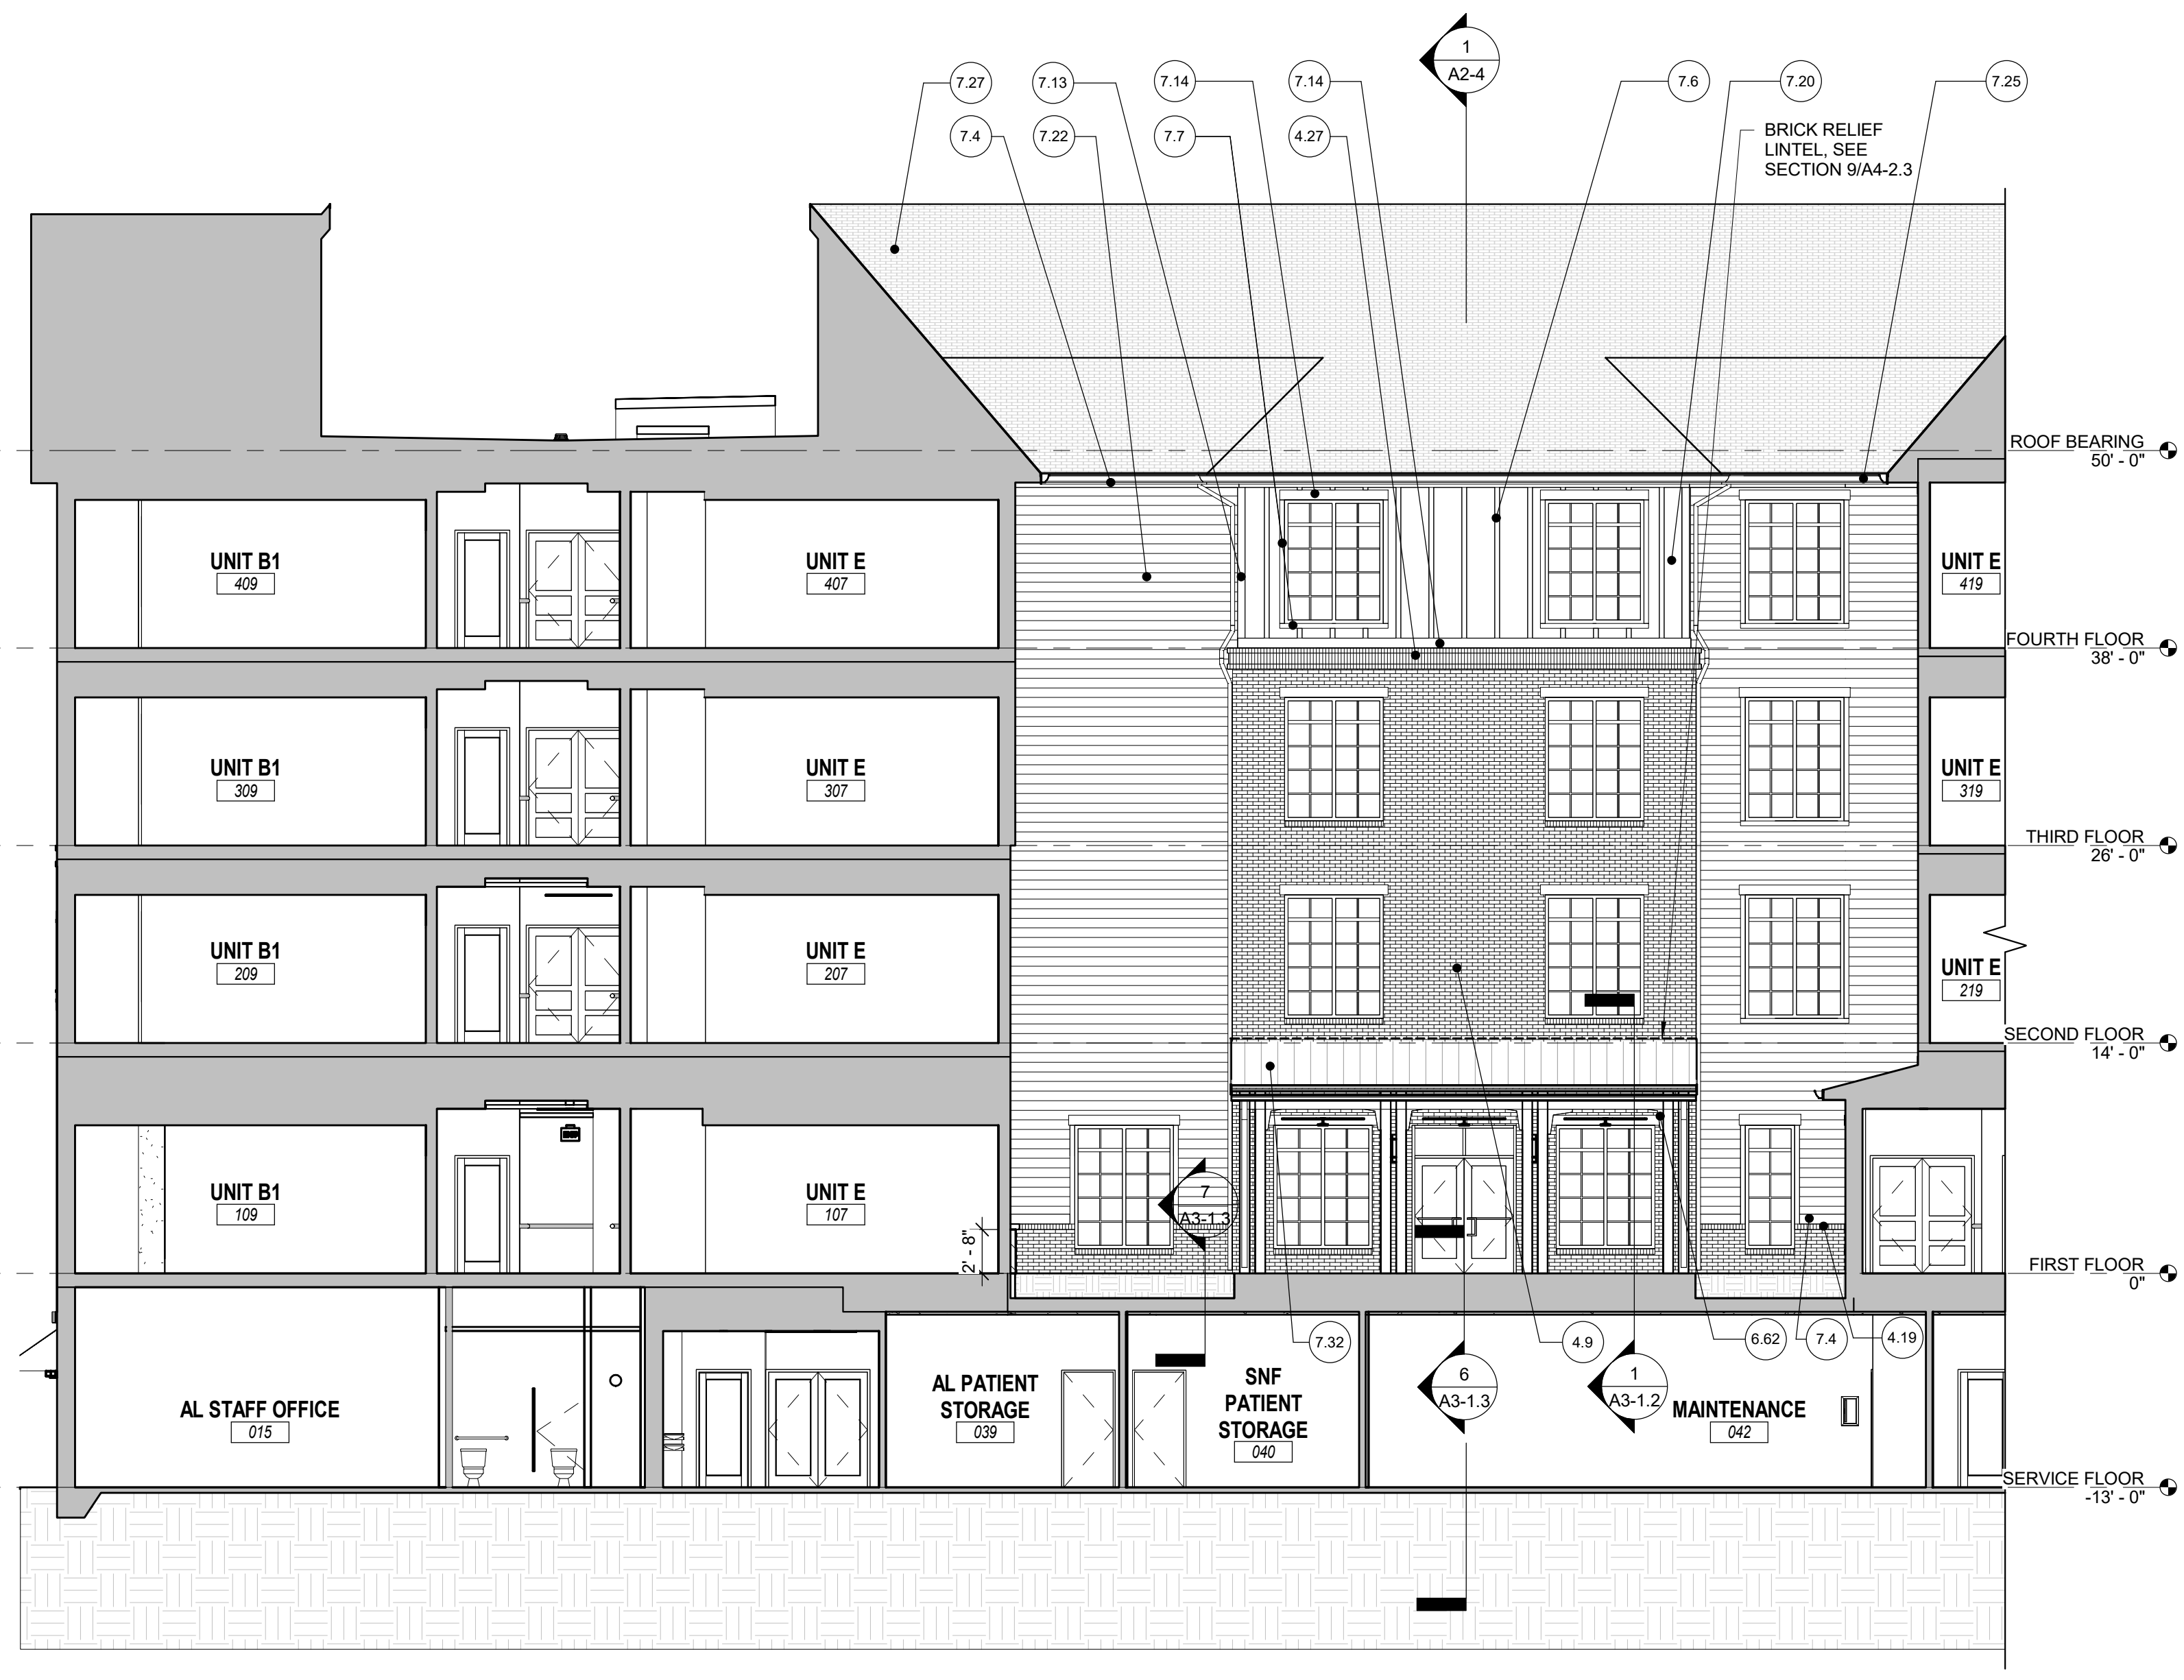 1
A2-4
7.27
7.13
7.14
7.14
7.6
7.20
7.25
7.4
7.22
7.7
4.27
BRICK RELIEF
LINTEL, SEE
SECTION 9/A4-2.3
ROOF BEARING
50' - 0"
UNIT B1
409
UNIT E
407
UNIT E
419
FOURTH FLOOR
38' - 0"
UNIT B1
309
UNIT E
307
UNIT E
319
THIRD FLOOR
26' - 0"
UNIT B1
209
UNIT E
207
UNIT E
219
SECOND FLOOR
14' - 0"
UNIT B1
109
UNIT E
107
2' - 8"
7
A3-1.3
FIRST FLOOR
0"
7.32
4.9
6.62
7.4
4.19
AL STAFF OFFICE
015
AL PATIENT
STORAGE
039
SNF
PATIENT
STORAGE
040
6
A3-1.3
1
A3-1.2
MAINTENANCE
042
SERVICE FLOOR
-13' - 0"